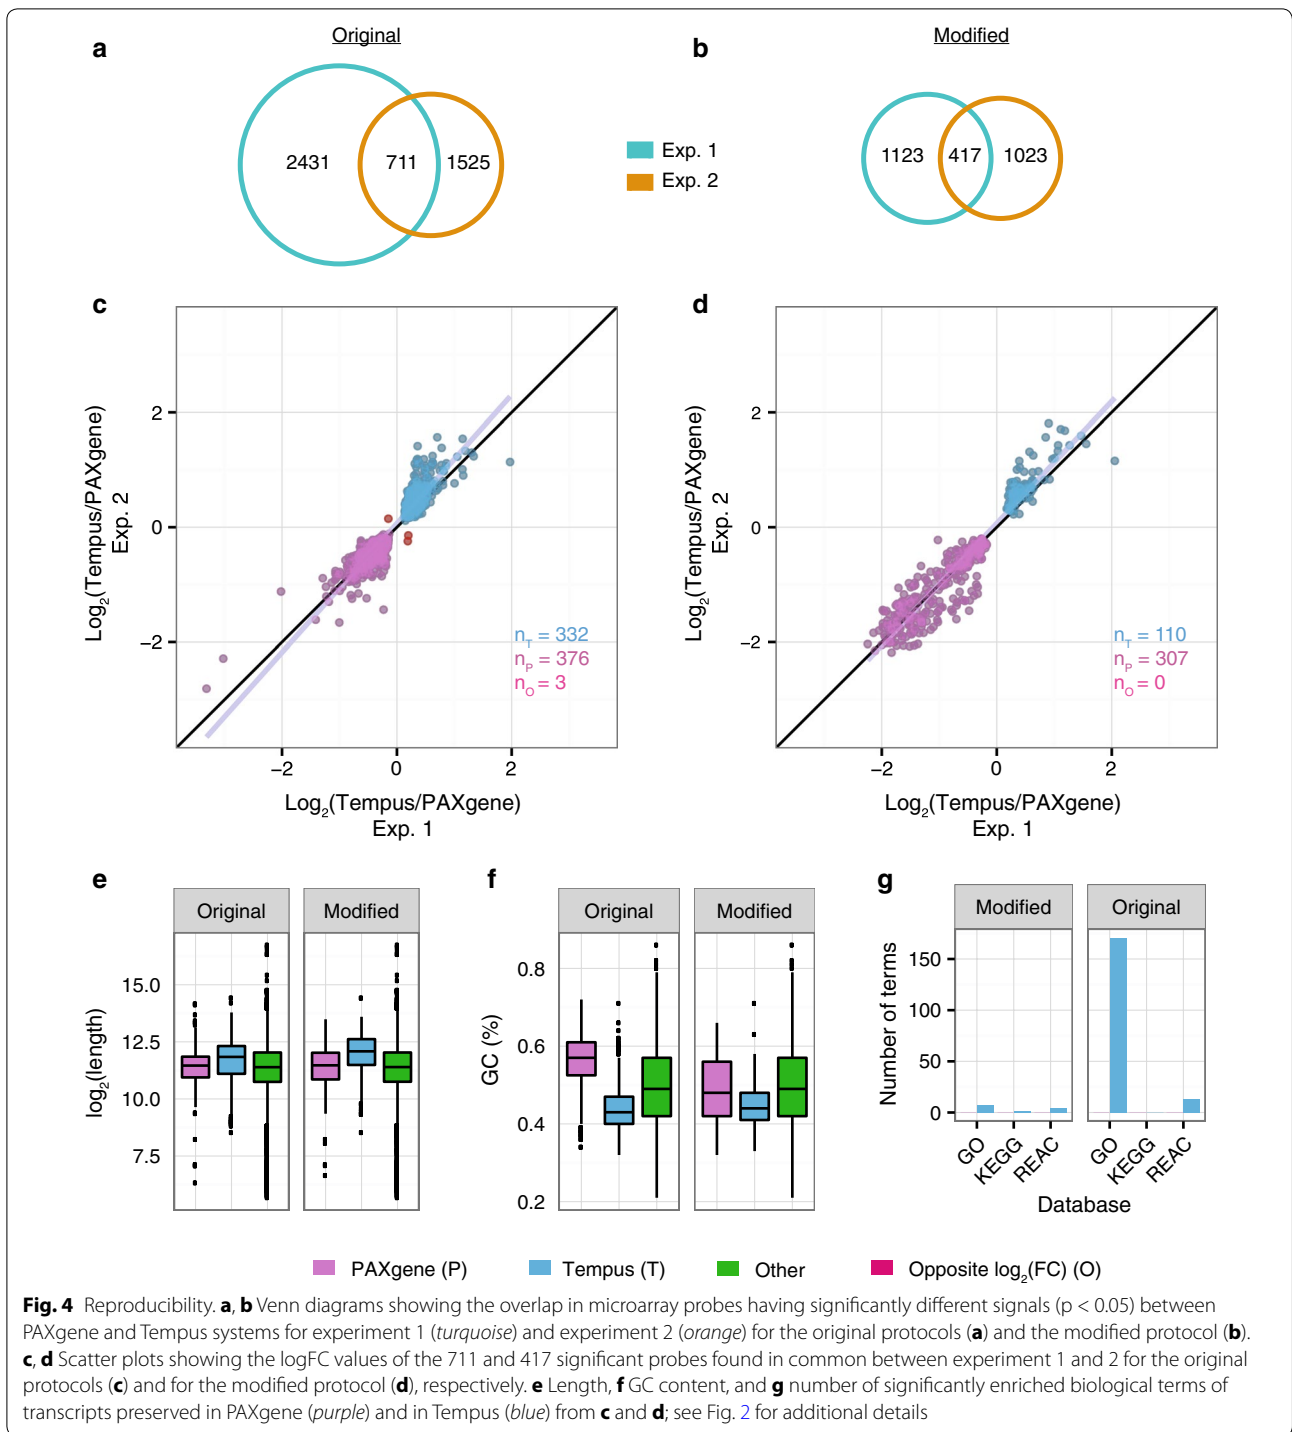 a
Original
2431
711
1525
Exp. 1
Exp. 2
b
Modified
1123
417
1023
c
Log2(Tempus/PAXgene)
Exp. 2
2
0
−2
nT = 332
nP = 376
nO = 3
−2
0
2
Log2(Tempus/PAXgene)
Exp. 1
d
Log2(Tempus/PAXgene)
Exp. 2
2
0
−2
nT = 110
nP = 307
nO = 0
−2
0
2
Log2(Tempus/PAXgene)
Exp. 1
e
Original
Modified
log2(length)
15.0
12.5
10.0
7.5
f
Original
Modified
GC (%)
0.8
0.6
0.4
0.2
g
Modified
Original
Number of terms
150
100
50
0
GO
KEGG
REAC
GO
KEGG
REAC
Database
PAXgene (P)
Tempus (T)
Other
Opposite log2(FC) (O)
Fig. 4 Reproducibility. a, b Venn diagrams showing the overlap in microarray probes having significantly different signals (p < 0.05) between
PAXgene and Tempus systems for experiment 1 (turquoise) and experiment 2 (orange) for the original protocols (a) and the modified protocol (b).
c, d Scatter plots showing the logFC values of the 711 and 417 significant probes found in common between experiment 1 and 2 for the original
protocols (c) and for the modified protocol (d), respectively. e Length, f GC content, and g number of significantly enriched biological terms of
transcripts preserved in PAXgene (purple) and in Tempus (blue) from c and d; see Fig. 2 for additional details